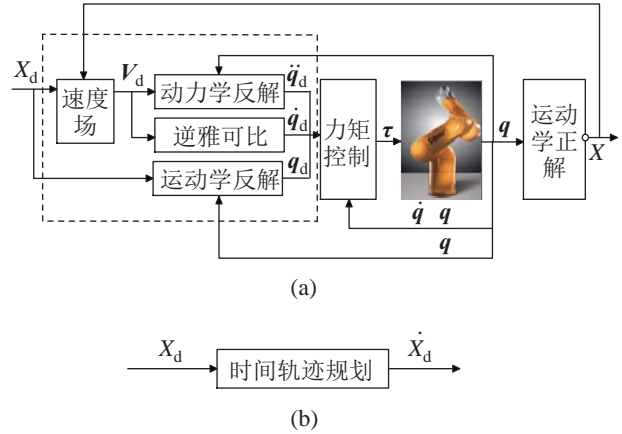 X_d
速度场
V_d
动力学反解
逆雅可比
运动学反解
q̈_d
q̇_d
q_d
力矩控制
τ
q
运动学正解
X
q̇ q
q
(a)
X_d
时间轨迹规划
Ẋ_d
(b)